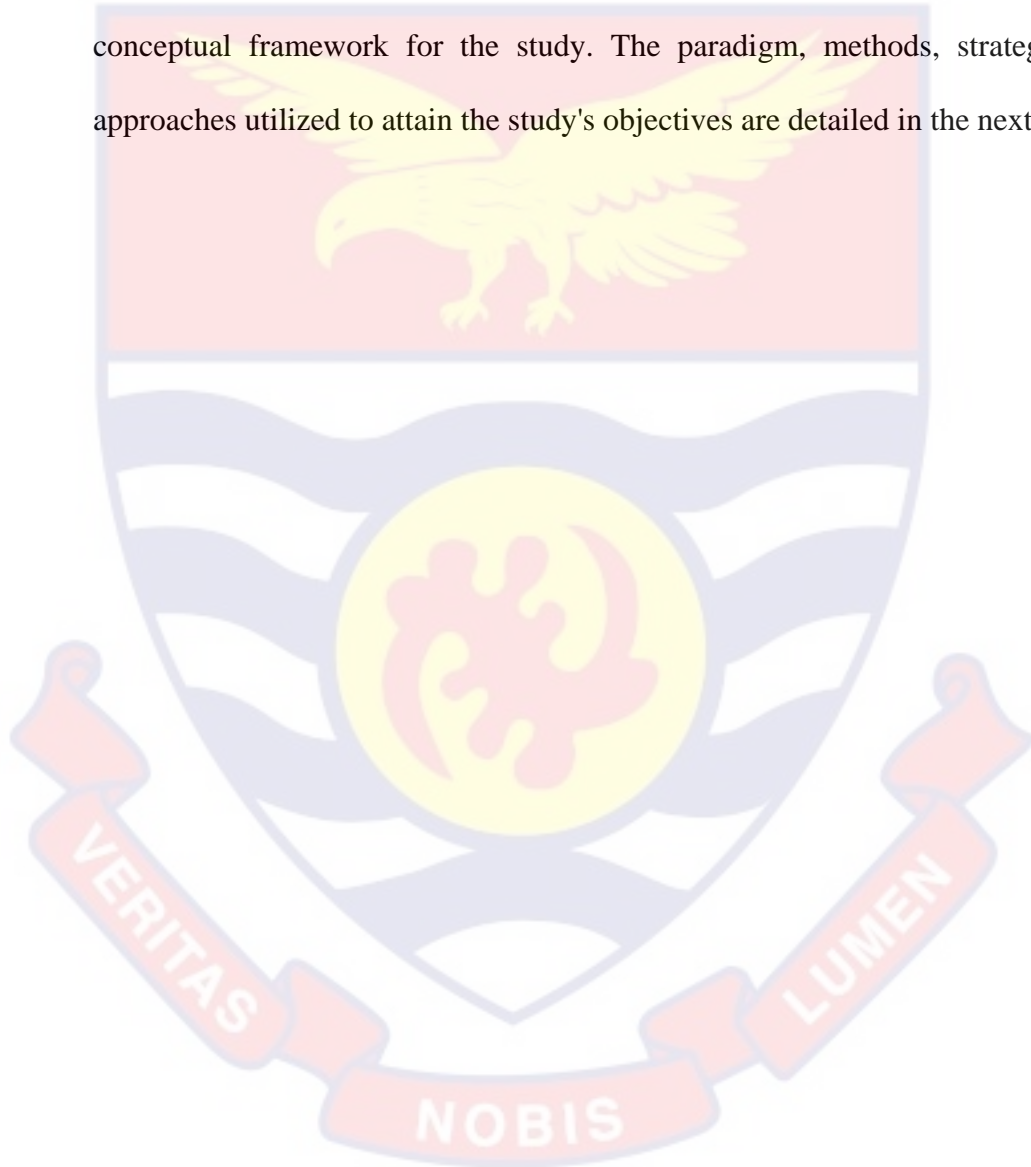 conceptual framework for the study. The paradigm, methods,
approaches utilized to attain the study's objectives are detailed in the next
VERITAS
NOBIS
LUMEN